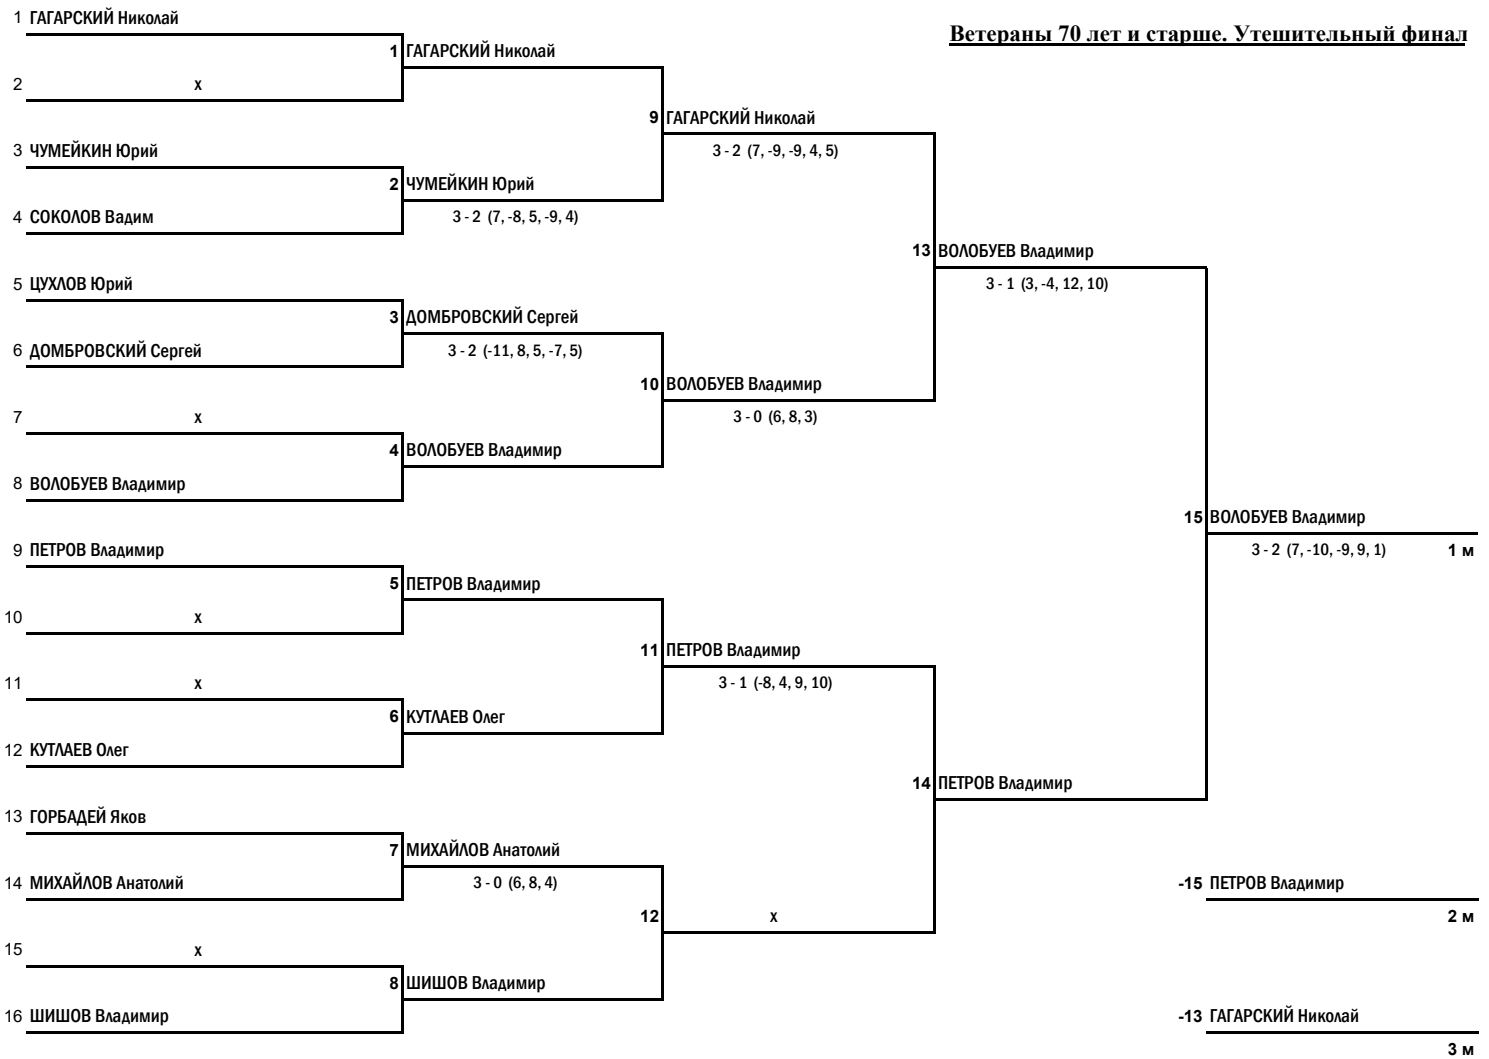 1 ГАГАРСКИЙ Николай
Ветераны 70 лет и старше. Утешительный финал
1 ГАГАРСКИЙ Николай
2 x
9 ГАГАРСКИЙ Николай
3 ЧУМЕЙКИН Юрий
3 - 2 (7, -9, -9, 4, 5)
2 ЧУМЕЙКИН Юрий
4 СОКОЛОВ Вадим
3 - 2 (7, -8, 5, -9, 4)
13 ВОЛОБУЕВ Владимир
5 ЦУХЛОВ Юрий
3 - 1 (3, -4, 12, 10)
3 ДОМБРОВСКИЙ Сергей
6 ДОМБРОВСКИЙ Сергей
3 - 2 (-11, 8, 5, -7, 5)
10 ВОЛОБУЕВ Владимир
7 x
3 - 0 (6, 8, 3)
4 ВОЛОБУЕВ Владимир
8 ВОЛОБУЕВ Владимир
15 ВОЛОБУЕВ Владимир
9 ПЕТРОВ Владимир
3 - 2 (7, -10, -9, 9, 1) 1 м
5 ПЕТРОВ Владимир
10 x
11 ПЕТРОВ Владимир
11 x
3 - 1 (-8, 4, 9, 10)
6 КУТЛАЕВ Олег
12 КУТЛАЕВ Олег
14 ПЕТРОВ Владимир
13 ГОРБАДЕЙ Яков
7 МИХАЙЛОВ Анатолий
14 МИХАЙЛОВ Анатолий
3 - 0 (6, 8, 4)
-15 ПЕТРОВ Владимир
12 x
2 м
15 x
8 ШИШОВ Владимир
16 ШИШОВ Владимир
-13 ГАГАРСКИЙ Николай
3 м